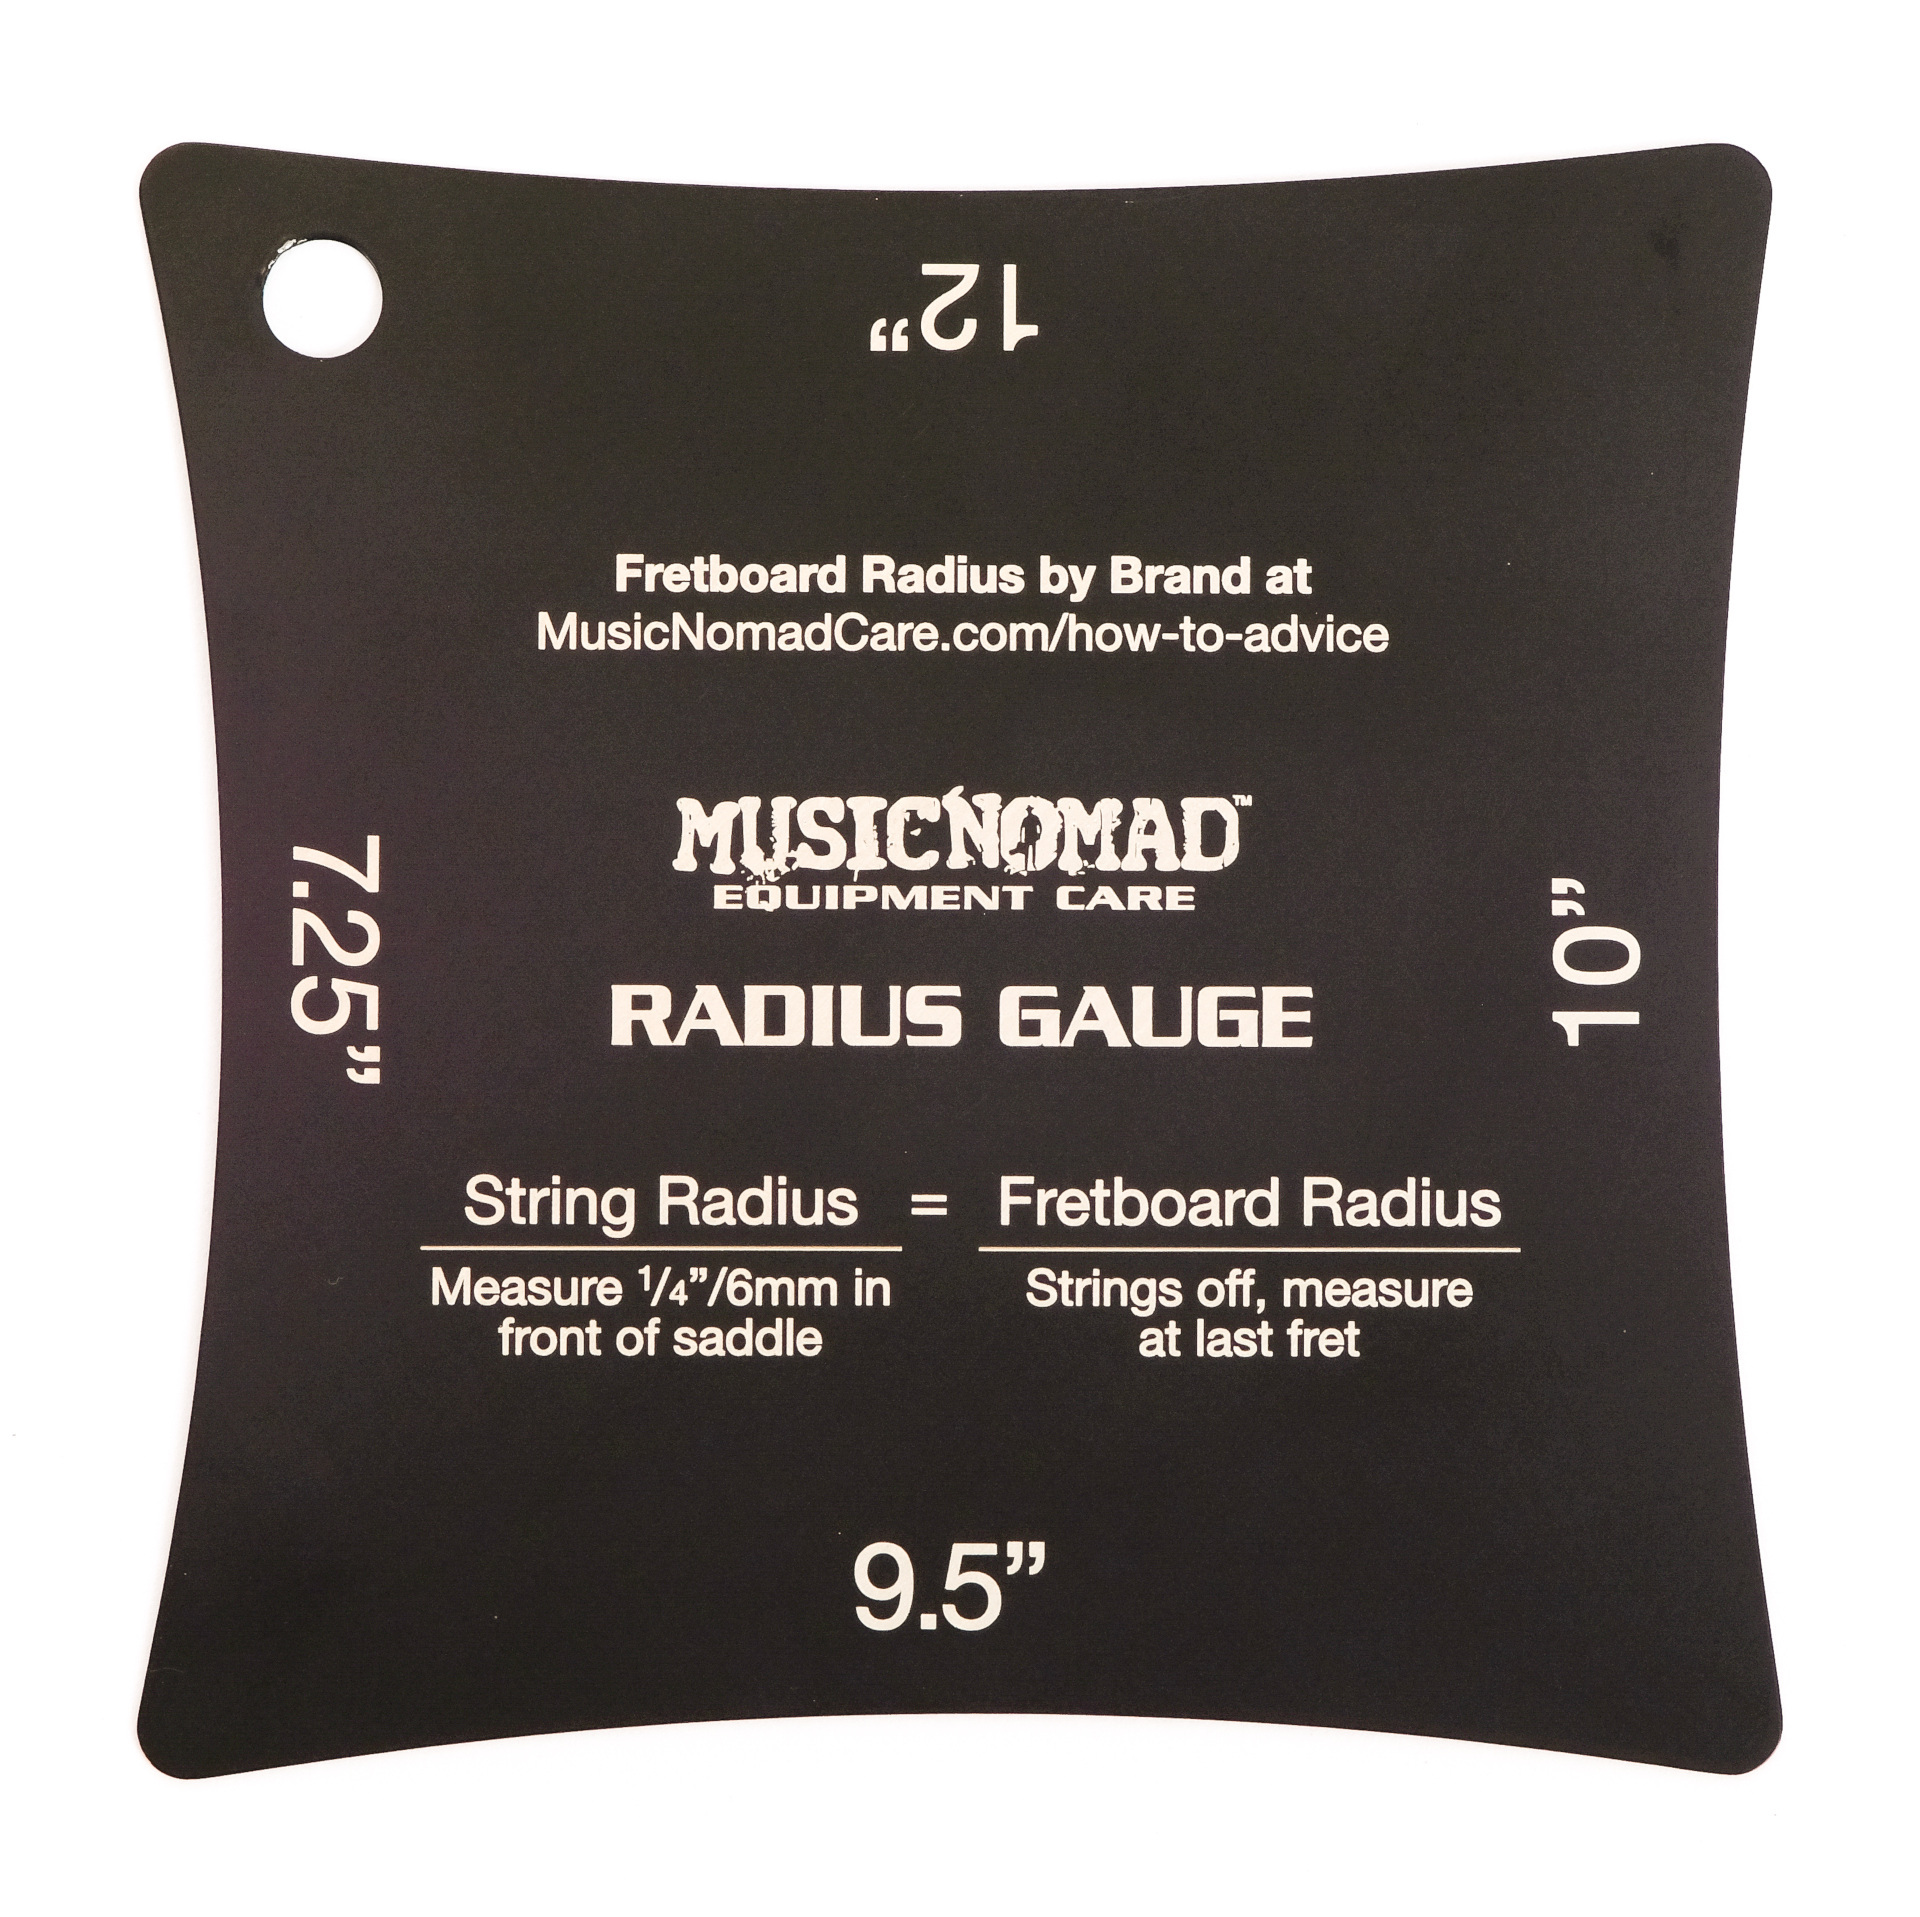 12”
Fretboard Radius by Brand at
MusicNomadCare.com/how-to-advice
MUSICNOMAD™
EQUIPMENT CARE
7.25”
10”
RADIUS GAUGE
String Radius = Fretboard Radius
Measure 1/4”/6mm in
front of saddle
Strings off, measure
at last fret
9.5”